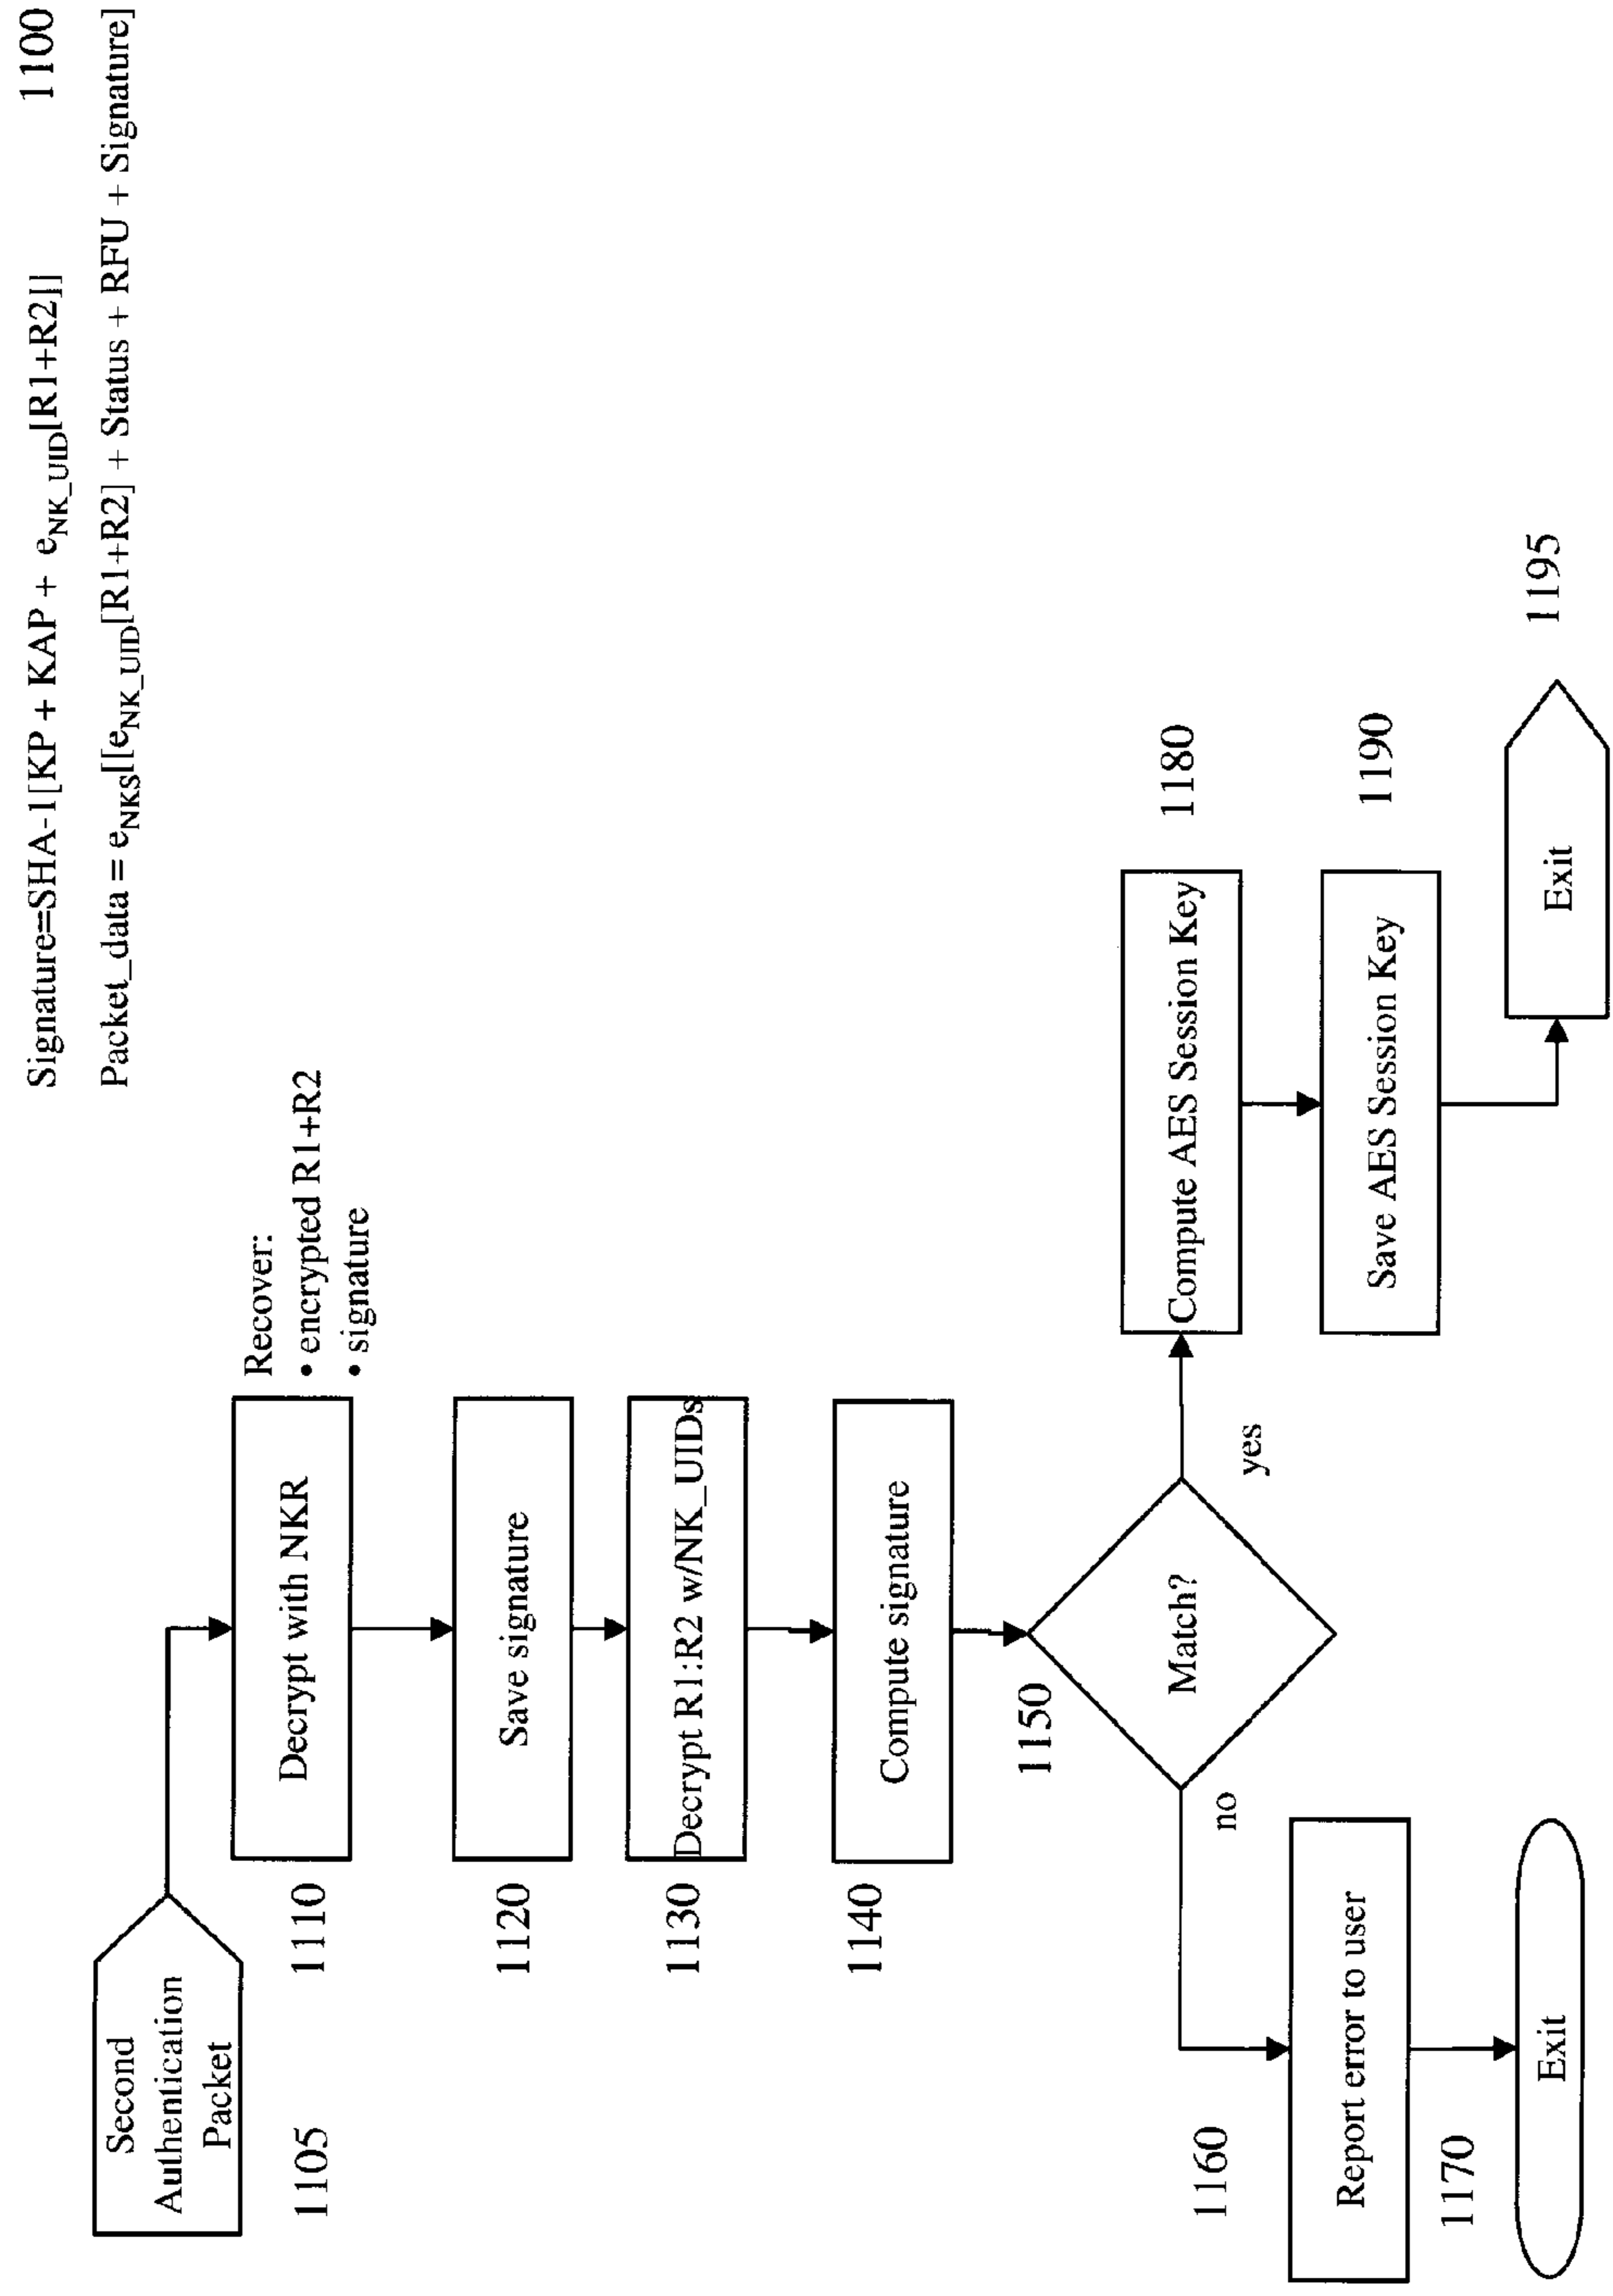 Signature=SHA-1[KP + KAP + eNK_UID[R1+R2]]
1100
Packet_data = eNKS[[eNK_UID[R1+R2] + Status + RFU + Signature]
Second
Authentication
Packet
1105
Decrypt with NKR
1110
Recover:
• encrypted R1+R2
• signature
Save signature
1120
Decrypt R1:R2 w/NK_UIDs
1130
Compute signature
1140
1150
Match?
no
yes
1160
Report error to user
1170
Exit
Compute AES Session Key
1180
Save AES Session Key
1190
Exit
1195